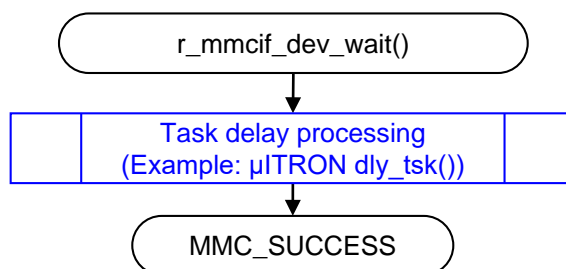 r_mmcif_dev_wait()
Task delay processing
(Example: µITRON dly_tsk())
MMC_SUCCESS